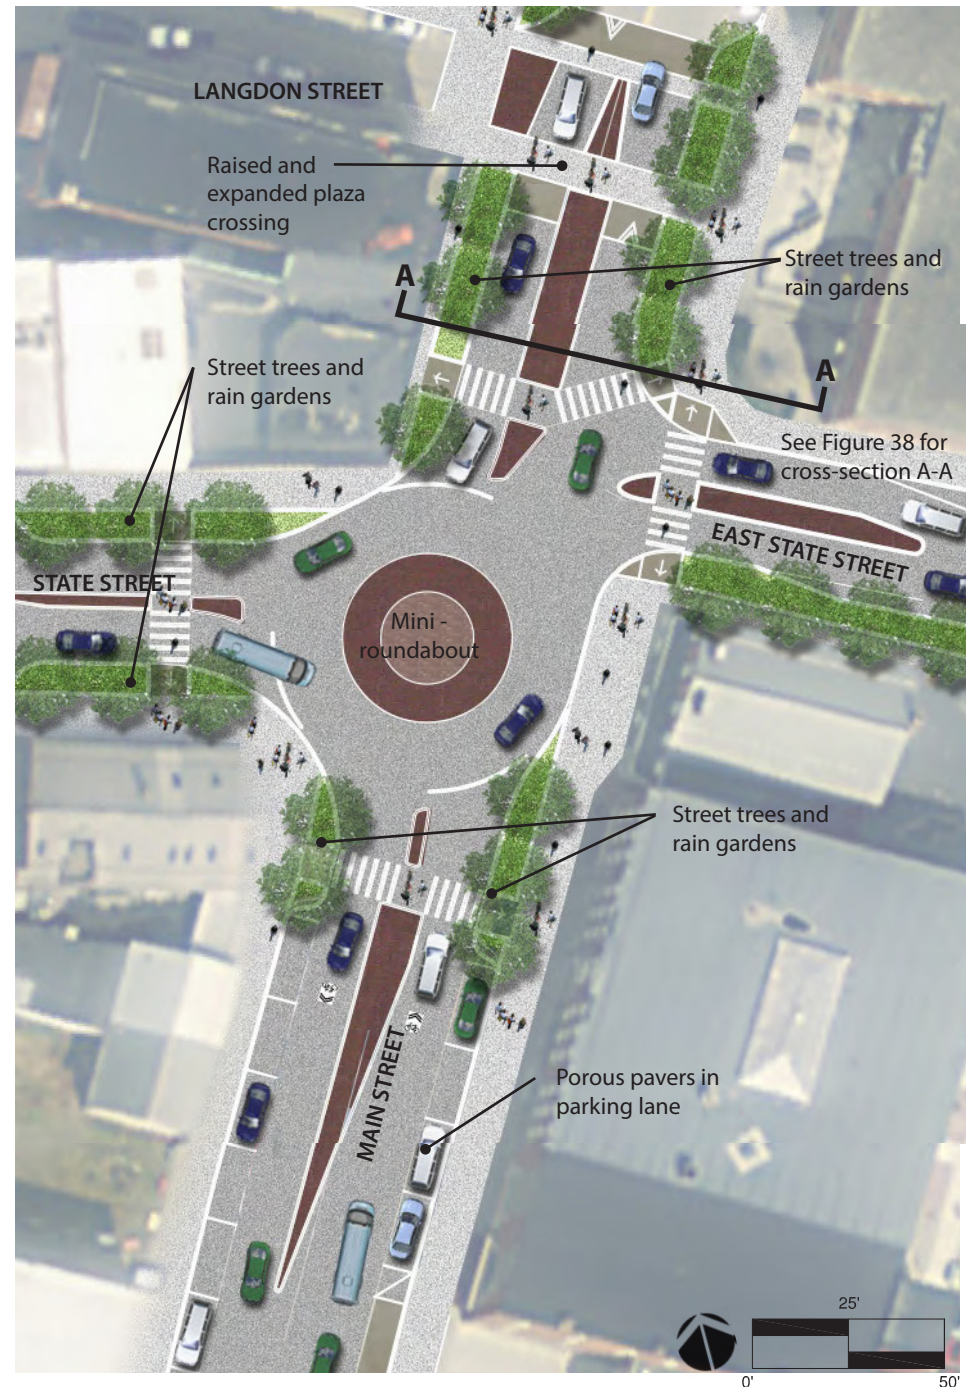 LANGDON STREET
Raised and
expanded plaza
crossing
Street trees and
rain gardens
A
A
Street trees and
rain gardens
See Figure 38 for
cross-section A-A
EAST STATE STREET
STATE STREET
Mini -
roundabout
Street trees and
rain gardens
MAIN STREET
Porous pavers in
parking lane
25'
0'
50'